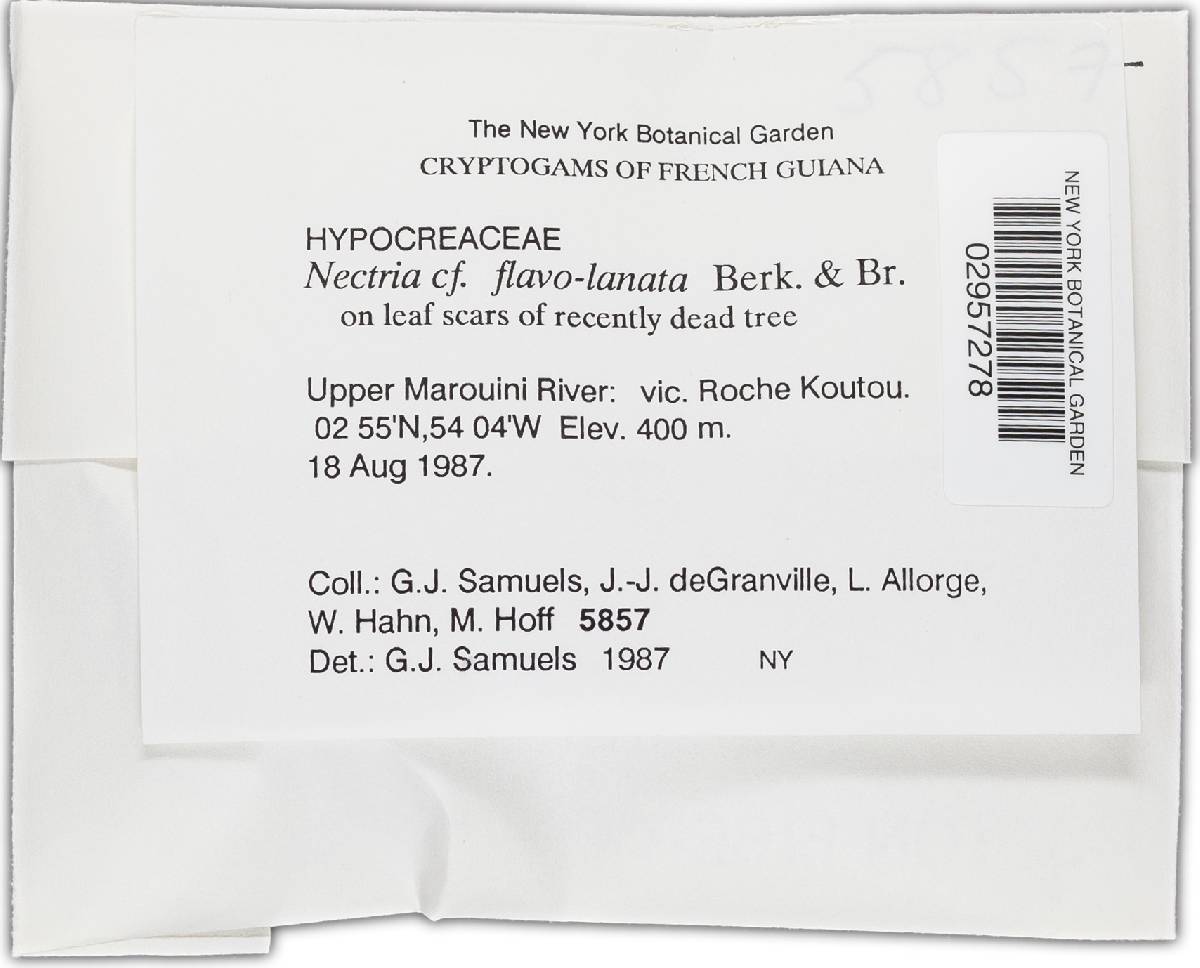 5857
The New York Botanical Garden
CRYPTOGAMS OF FRENCH GUIANA
HYPOCREACEAE
Nectria cf. flavo-lanata Berk. & Br.
on leaf scars of recently dead tree
Upper Marouini River: vic. Roche Koutou.
02 55'N,54 04'W Elev. 400 m.
18 Aug 1987.
Coll.: G.J. Samuels, J.-J. deGranville, L. Allorge,
W. Hahn, M. Hoff 5857
Det.: G.J. Samuels 1987 NY
NEW YORK BOTANICAL GARDEN
02957278